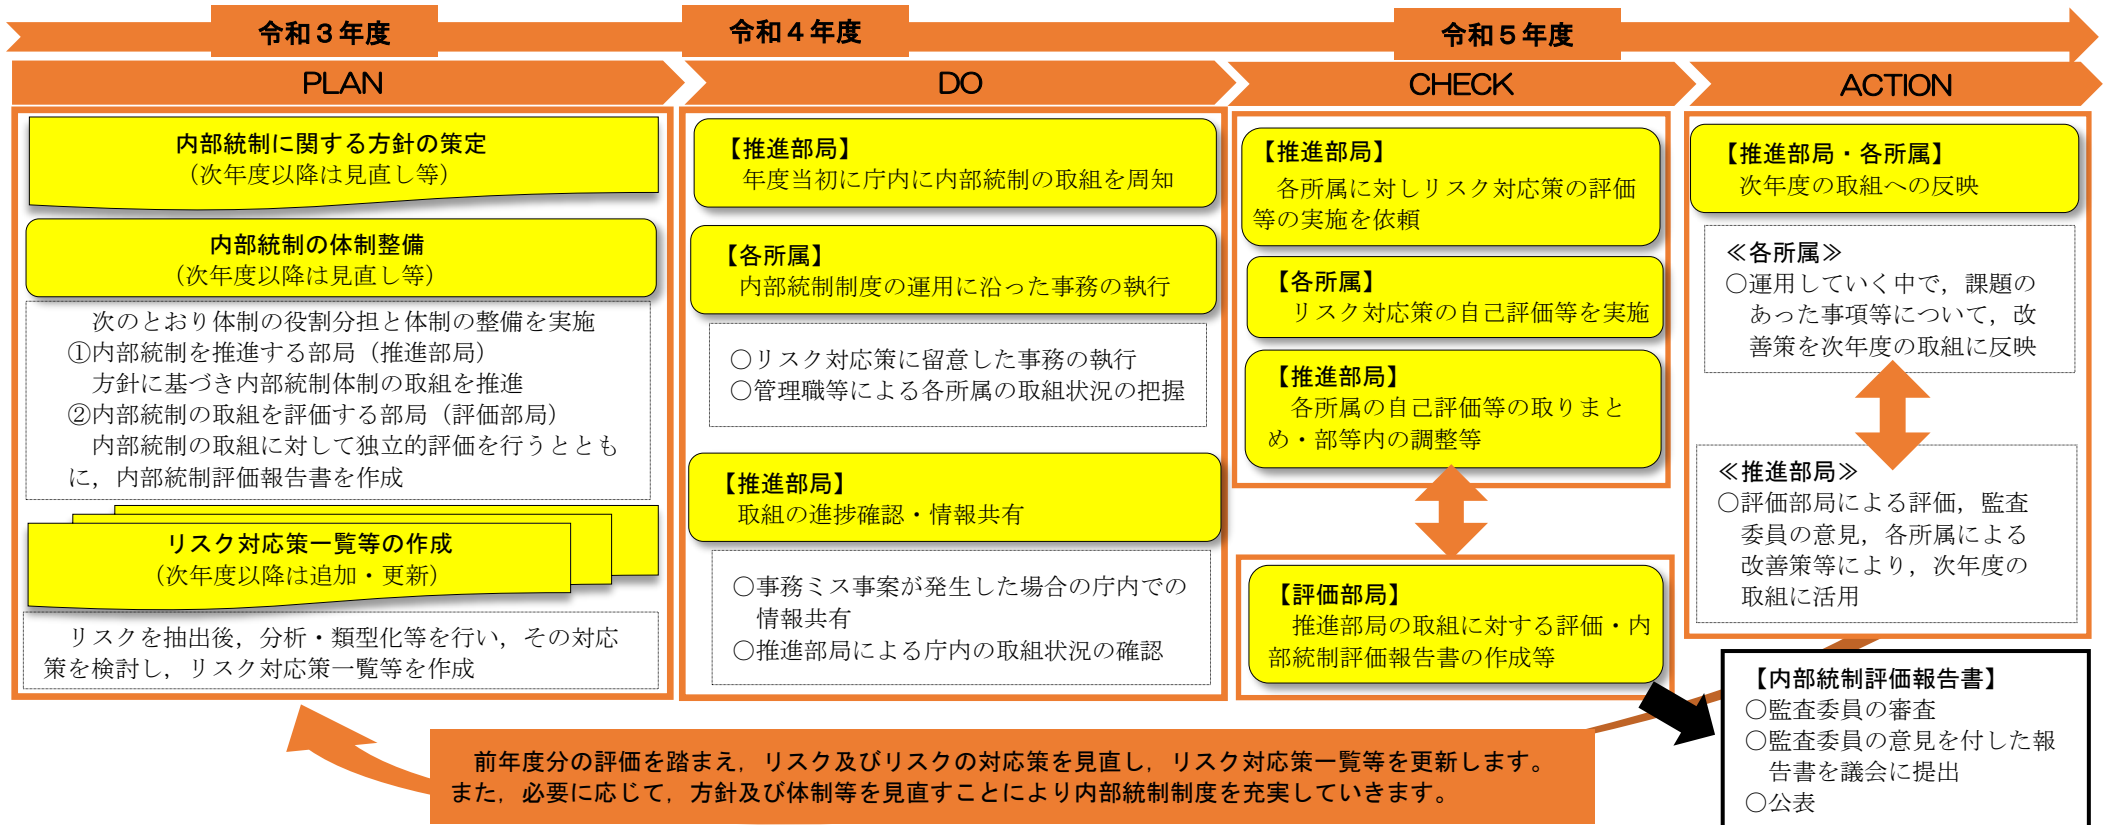 令和３年度
令和４年度
令和５年度
PLAN
DO
CHECK
ACTION
内部統制に関する方針の策定
（次年度以降は見直し等）
内部統制の体制整備
（次年度以降は見直し等）
次のとおり体制の役割分担と体制の整備を実施
①内部統制を推進する部局（推進部局）
方針に基づき内部統制体制の取組を推進
②内部統制の取組を評価する部局（評価部局）
内部統制の取組に対して独立的評価を行うととも
に，内部統制評価報告書を作成
リスク対応策一覧等の作成
（次年度以降は追加・更新）
リスクを抽出後，分析・類型化等を行い，その対応
策を検討し，リスク対応策一覧等を作成
【推進部局】
年度当初に庁内に内部統制の取組を周知
【各所属】
内部統制制度の運用に沿った事務の執行
○リスク対応策に留意した事務の執行
○管理職等による各所属の取組状況の把握
【推進部局】
取組の進捗確認・情報共有
○事務ミス事案が発生した場合の庁内での
情報共有
○推進部局による庁内の取組状況の確認
【推進部局】
各所属に対しリスク対応策の評価
等の実施を依頼
【各所属】
リスク対応策の自己評価等を実施
【推進部局】
各所属の自己評価等の取りまと
め・部等内の調整等
【評価部局】
推進部局の取組に対する評価・内
部統制評価報告書の作成等
【推進部局・各所属】
次年度の取組への反映
≪各所属≫
○運用していく中で，課題の
あった事項等について，改
善策を次年度の取組に反映
≪推進部局≫
○評価部局による評価，監査
委員の意見，各所属による
改善策等により，次年度の
取組に活用
【内部統制評価報告書】
○監査委員の審査
○監査委員の意見を付した報
告書を議会に提出
○公表
前年度分の評価を踏まえ，リスク及びリスクの対応策を見直し，リスク対応策一覧等を更新します。
また，必要に応じて，方針及び体制等を見直すことにより内部統制制度を充実していきます。